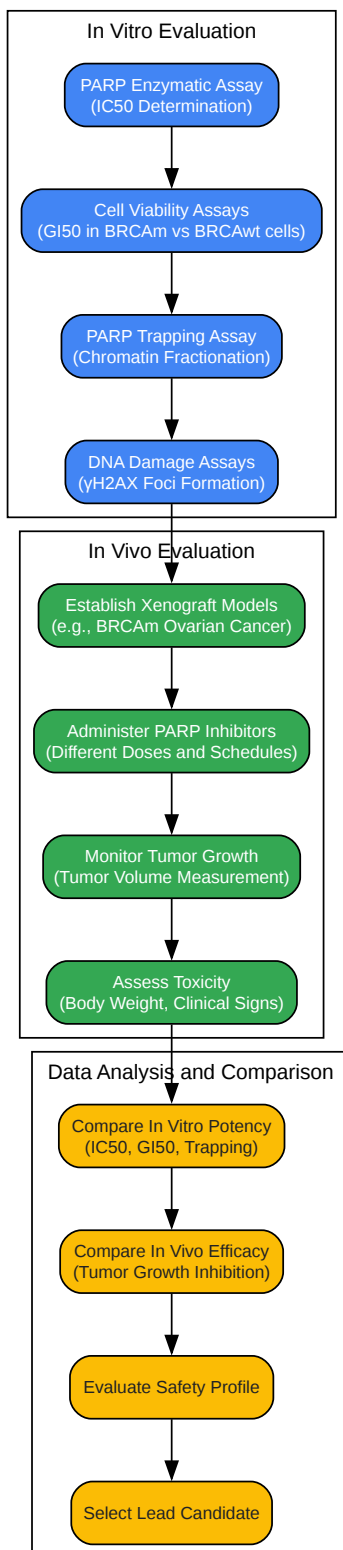 In Vitro Evaluation
PARP Enzymatic Assay
(IC50 Determination)
Cell Viability Assays
(GI50 in BRCAm vs BRCAwt cells)
PARP Trapping Assay
(Chromatin Fractionation)
DNA Damage Assays
(γH2AX Foci Formation)
In Vivo Evaluation
Establish Xenograft Models
(e.g., BRCAm Ovarian Cancer)
Administer PARP Inhibitors
(Different Doses and Schedules)
Monitor Tumor Growth
(Tumor Volume Measurement)
Assess Toxicity
(Body Weight, Clinical Signs)
Data Analysis and Comparison
Compare In Vitro Potency
(IC50, GI50, Trapping)
Compare In Vivo Efficacy
(Tumor Growth Inhibition)
Evaluate Safety Profile
Select Lead Candidate